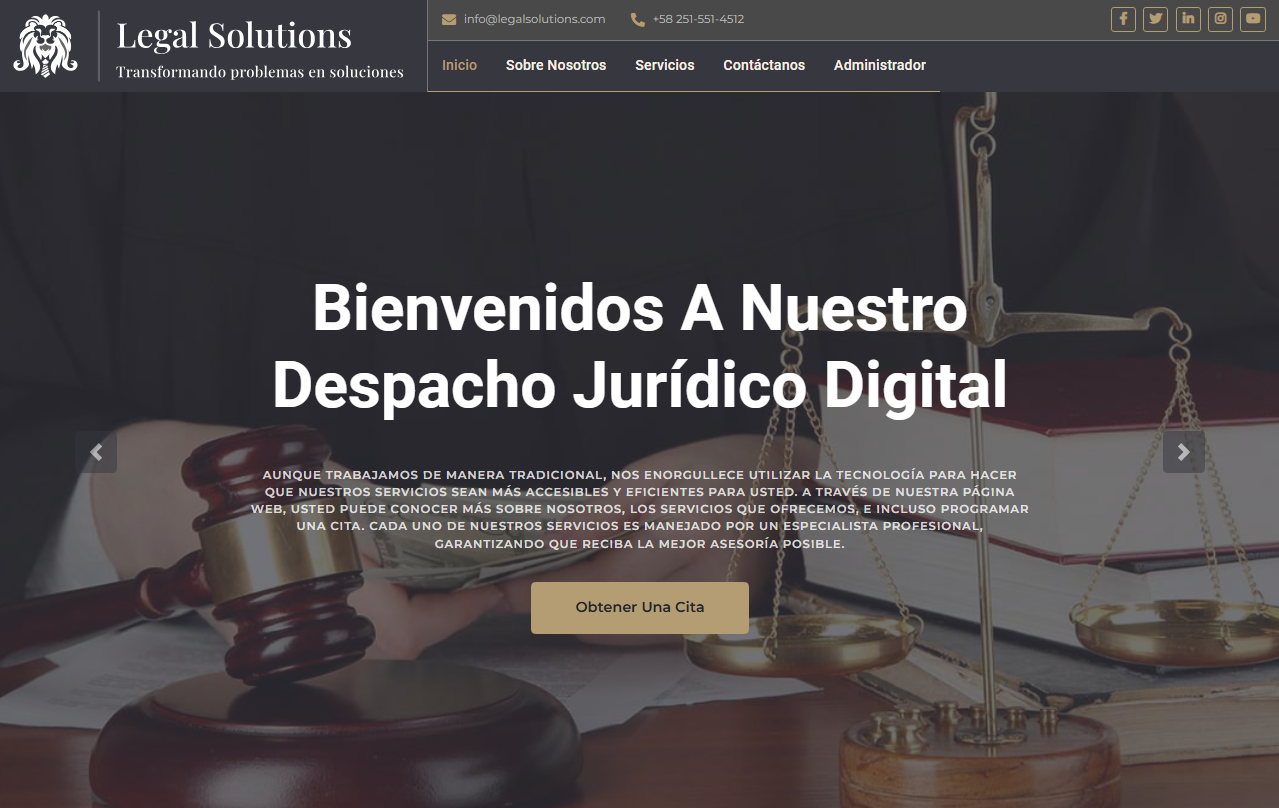 Legal Solutions
Transformando problemas en soluciones
info@legalsolutions.com
+58 251-551-4512
Inicio
Sobre Nosotros
Servicios
Contáctanos
Administrador
Bienvenidos A Nuestro
Despacho Jurídico Digital
AUNQUE TRABAJAMOS DE MANERA TRADICIONAL, NOS ENORGULLECE UTILIZAR LA TECNOLOGÍA PARA HACER
QUE NUESTROS SERVICIOS SEAN MÁS ACCESIBLES Y EFICIENTES PARA USTED. A TRAVÉS DE NUESTRA PÁGINA
WEB, USTED PUEDE CONOCER MÁS SOBRE NOSOTROS, LOS SERVICIOS QUE OFRECEMOS, E INCLUSO PROGRAMAR
UNA CITA. CADA UNO DE NUESTROS SERVICIOS ES MANEJADO POR UN ESPECIALISTA PROFESIONAL,
GARANTIZANDO QUE RECIBA LA MEJOR ASESORÍA POSIBLE.
Obtener Una Cita